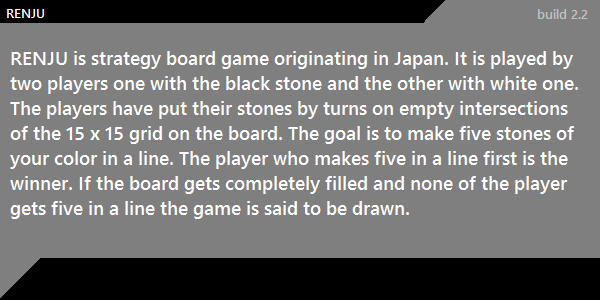 RENJU
build 2.2
RENJU is strategy board game originating in Japan. It is played by
two players one with the black stone and the other with white one.
The players have put their stones by turns on empty intersections
of the 15 x 15 grid on the board. The goal is to make five stones of
your color in a line. The player who makes five in a line first is the
winner. If the board gets completely filled and none of the player
gets five in a line the game is said to be drawn.